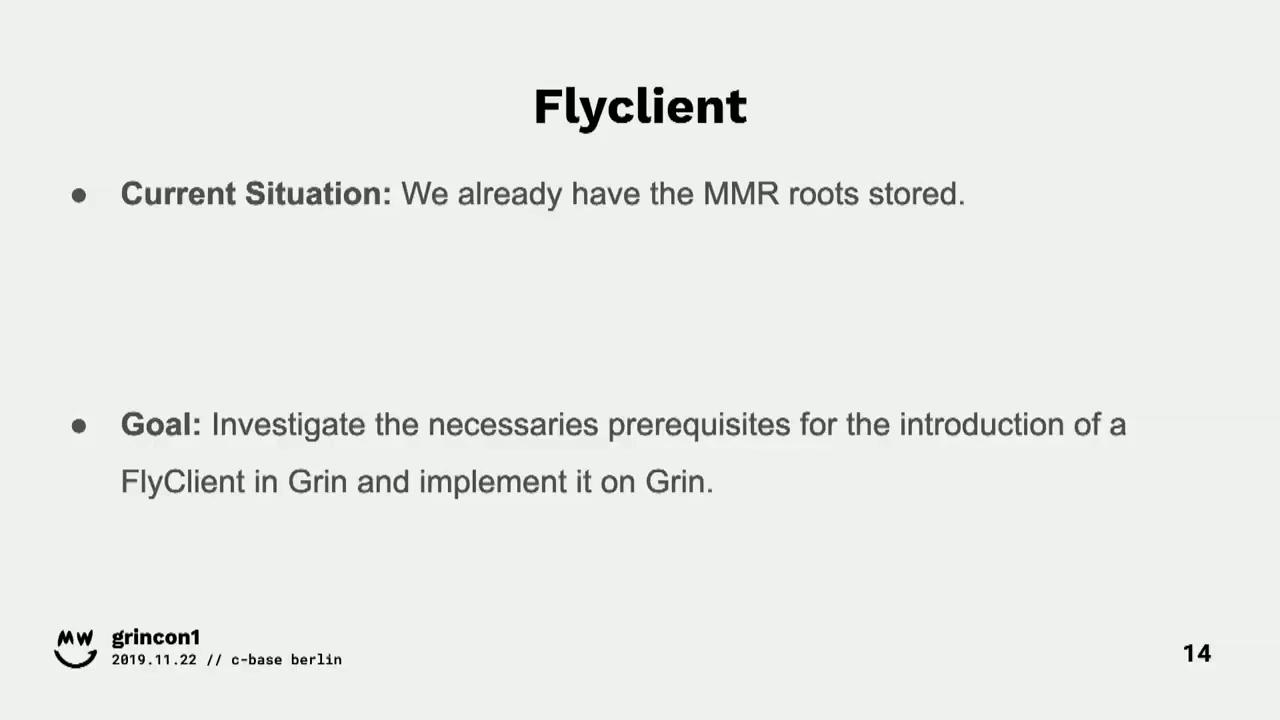 Flyclient
● Current Situation: We already have the MMR roots stored.
● Goal: Investigate the necessaries prerequisites for the introduction of a
FlyClient in Grin and implement it on Grin.
MW
grincon1
2019.11.22 // c-base berlin
14